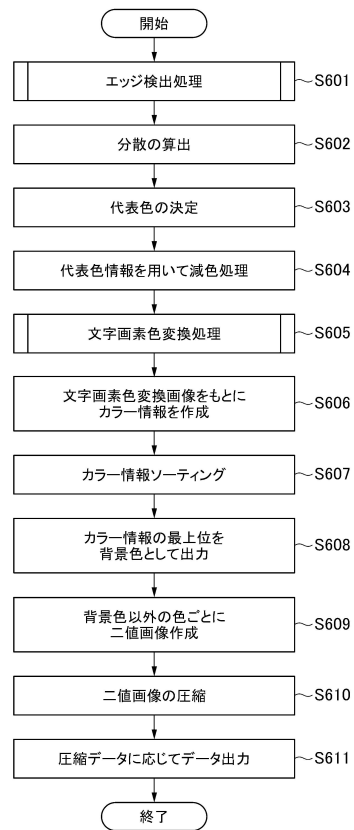 開始
エッジ検出処理
S601
分散の算出
S602
代表色の決定
S603
代表色情報を用いて減色処理
S604
文字画素色変換処理
S605
文字画素色変換画像をもとに
カラー情報を作成
S606
カラー情報ソーティング
S607
カラー情報の最上位を
背景色として出力
S608
背景色以外の色ごとに
二値画像作成
S609
二値画像の圧縮
S610
圧縮データに応じてデータ出力
S611
終了